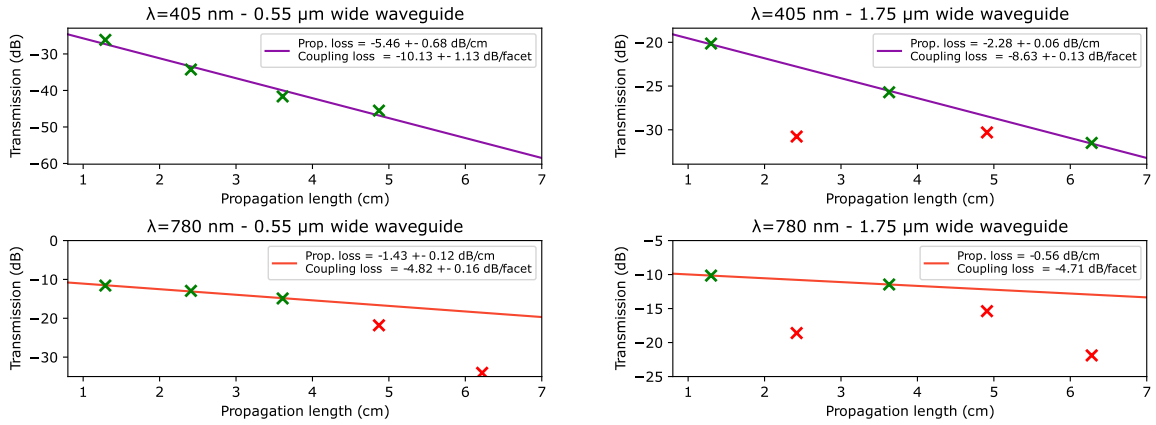 λ=405 nm - 0.55 μm wide waveguide
Transmission (dB)
−30
−40
−50
−60
Prop. loss = -5.46 +- 0.68 dB/cm
Coupling loss = -10.13 +- 1.13 dB/facet
1 2 3 4 5 6 7
Propagation length (cm)
λ=405 nm - 1.75 μm wide waveguide
Transmission (dB)
−20
−25
−30
Prop. loss = -2.28 +- 0.06 dB/cm
Coupling loss = -8.63 +- 0.13 dB/facet
1 2 3 4 5 6 7
Propagation length (cm)
λ=780 nm - 0.55 μm wide waveguide
Transmission (dB)
0
−10
−20
−30
Prop. loss = -1.43 +- 0.12 dB/cm
Coupling loss = -4.82 +- 0.16 dB/facet
1 2 3 4 5 6 7
Propagation length (cm)
λ=780 nm - 1.75 μm wide waveguide
Transmission (dB)
−5
−10
−15
−20
−25
Prop. loss = -0.56 dB/cm
Coupling loss = -4.71 dB/facet
1 2 3 4 5 6 7
Propagation length (cm)